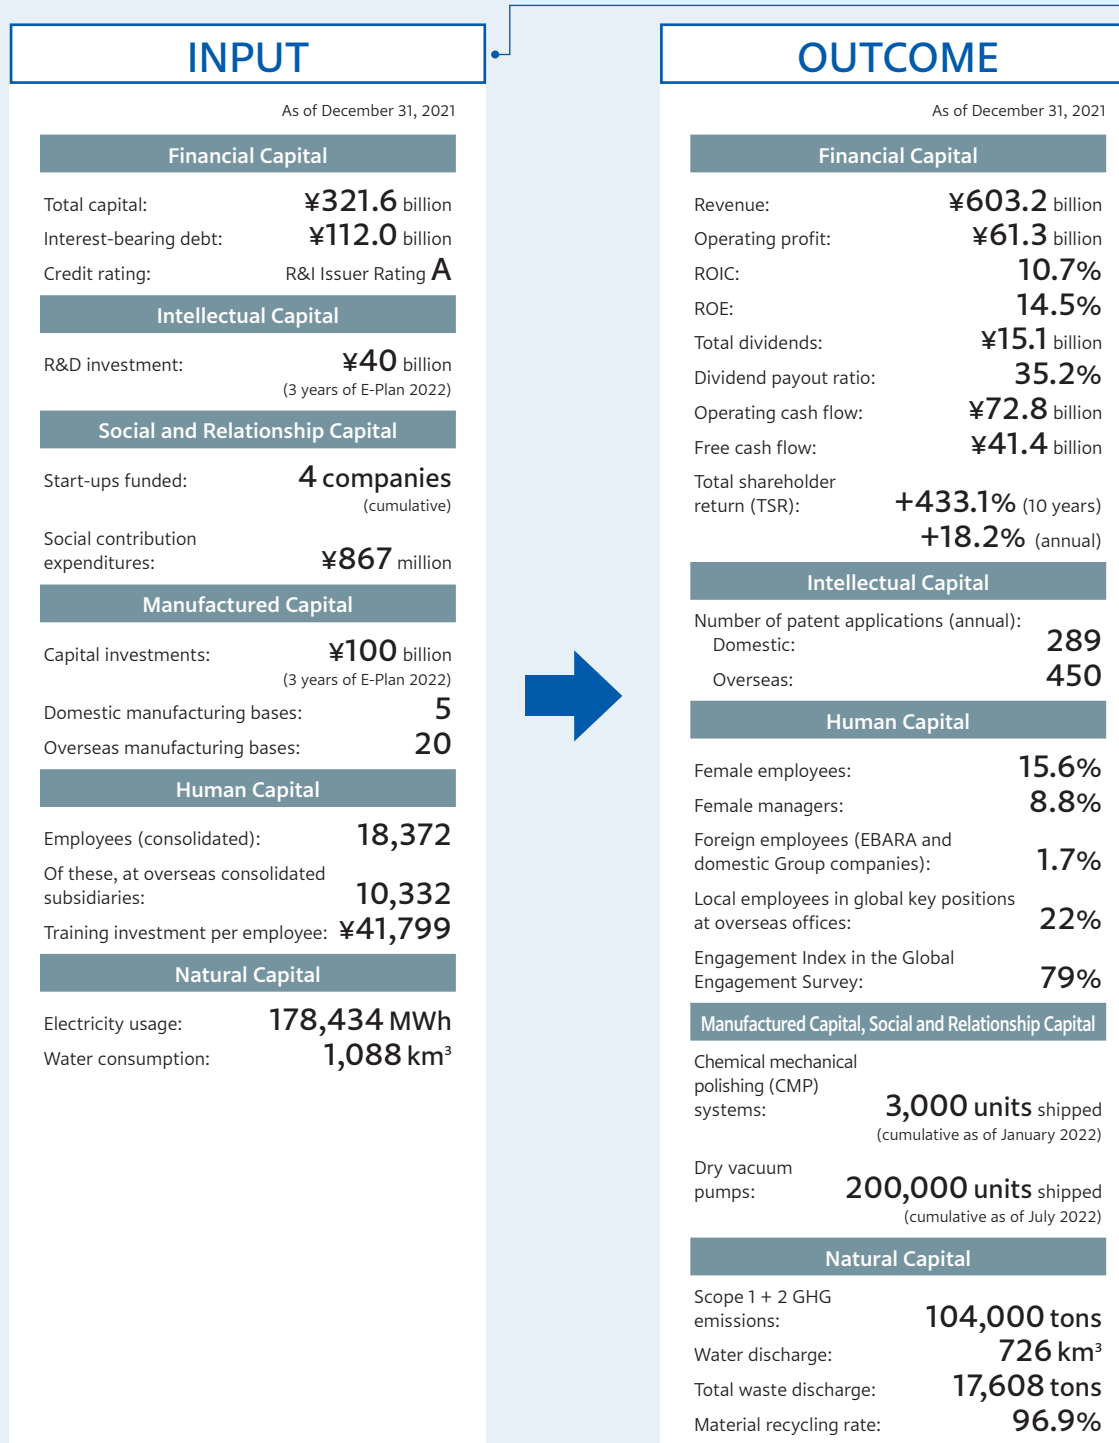 INPUT
As of December 31, 2021
Financial Capital
Total capital: ¥321.6 billion
Interest-bearing debt: ¥112.0 billion
Credit rating: R&I Issuer Rating A
Intellectual Capital
R&D investment: ¥40 billion
(3 years of E-Plan 2022)
Social and Relationship Capital
Start-ups funded: 4 companies
(cumulative)
Social contribution
expenditures: ¥867 million
Manufactured Capital
Capital investments: ¥100 billion
(3 years of E-Plan 2022)
Domestic manufacturing bases: 5
Overseas manufacturing bases: 20
Human Capital
Employees (consolidated): 18,372
Of these, at overseas consolidated
subsidiaries: 10,332
Training investment per employee: ¥41,799
Natural Capital
Electricity usage: 178,434 MWh
Water consumption: 1,088 km³
OUTCOME
As of December 31, 2021
Financial Capital
Revenue: ¥603.2 billion
Operating profit: ¥61.3 billion
ROIC: 10.7%
ROE: 14.5%
Total dividends: ¥15.1 billion
Dividend payout ratio: 35.2%
Operating cash flow: ¥72.8 billion
Free cash flow: ¥41.4 billion
Total shareholder
return (TSR): +433.1% (10 years)
+18.2% (annual)
Intellectual Capital
Number of patent applications (annual):
Domestic: 289
Overseas: 450
Human Capital
Female employees: 15.6%
Female managers: 8.8%
Foreign employees (EBARA and
domestic Group companies): 1.7%
Local employees in global key positions
at overseas offices: 22%
Engagement Index in the Global
Engagement Survey: 79%
Manufactured Capital, Social and Relationship Capital
Chemical mechanical
polishing (CMP)
systems: 3,000 units shipped
(cumulative as of January 2022)
Dry vacuum
pumps: 200,000 units shipped
(cumulative as of July 2022)
Natural Capital
Scope 1 + 2 GHG
emissions: 104,000 tons
Water discharge: 726 km³
Total waste discharge: 17,608 tons
Material recycling rate: 96.9%